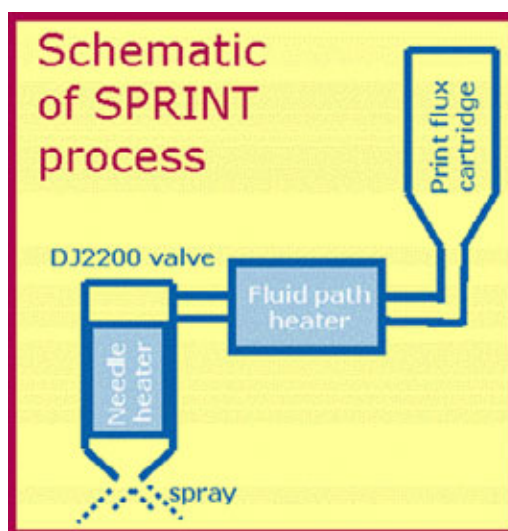 Schematic
of SPRINT
process
Print flux
cartridge
DJ2200 valve
Fluid path
heater
Needle
heater
spray